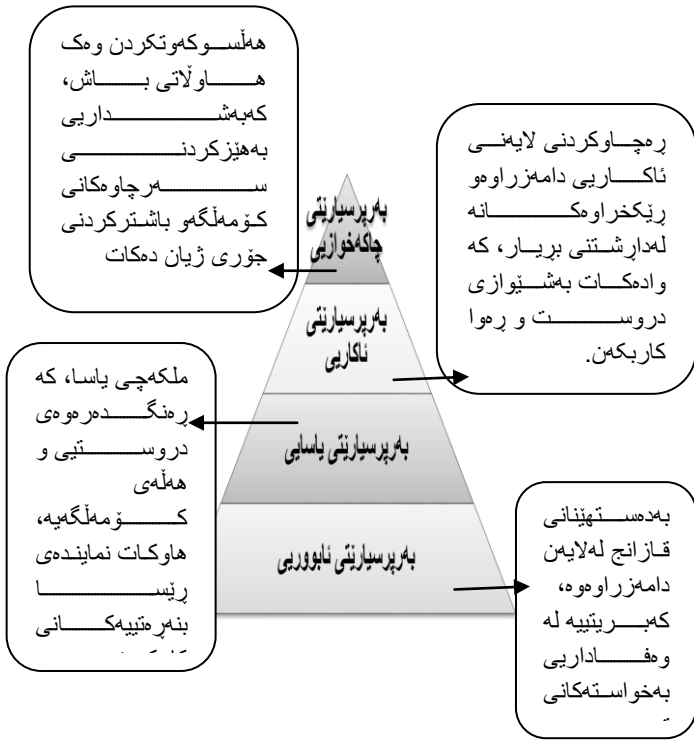 هەڵسوکەوتکردن وەک
هاوڵاتی باش،
کەبەشداریی
بەهێزکردنی
سەرچاوەکانی
کۆمەڵگەو باشترکردنی
جۆری ژیان دەکات
ڕەچاوکردنی لایەنی
ئاکاریی دامەزراوەو
ڕێکخراوەکانە
لەداڕشتنی بڕیار، کە
وادەکات بەشێوازی
دروست و ڕەوا
کاربکەن.
بەرپرسیارێتی
چاکەخوازیی
بەرپرسیارێتی
ئاکاریی
بەرپرسیارێتی یاسایی
بەرپرسیارێتی ئابووریی
ملکەچی یاسا، کە
ڕەنگدەرەوەی
دروستیی و
هەڵەی
کۆمەڵگەیە،
هاوکات نمایندەی
ڕێسا
بنەڕەتییەکانی
بەدەستهێنانی
قازانج لەلایەن
دامەزراوەوە،
کەبریتییە لە
وەفاداریی
بەخواستەکانی